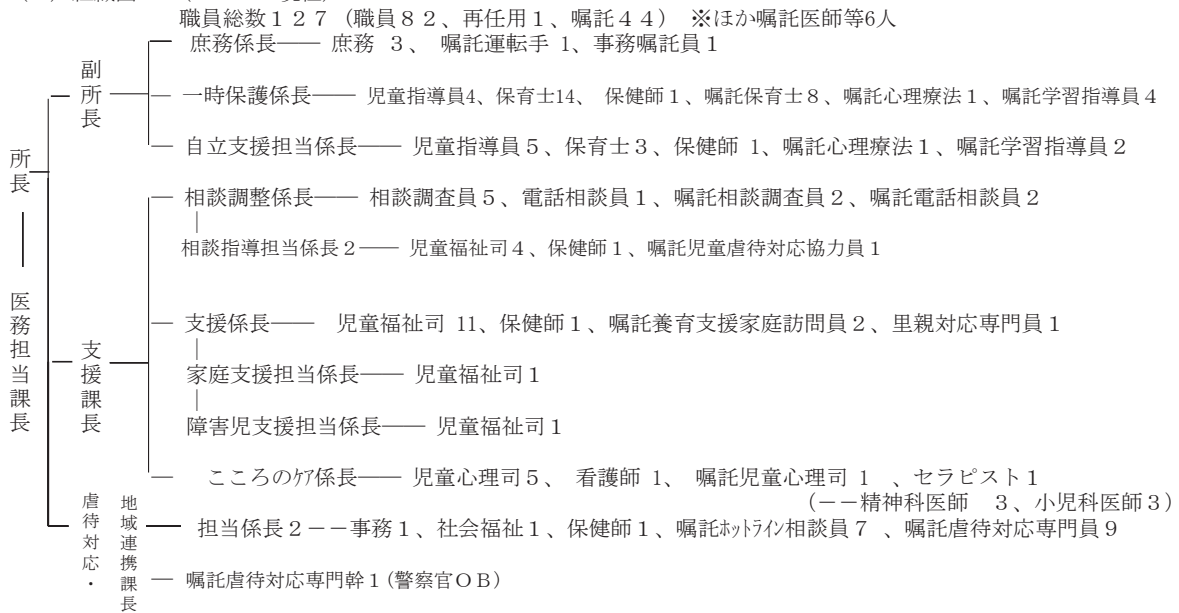 職員総数１２７（職員８２、再任用１、嘱託４４） ※ほか嘱託医師等6人
庶務係長―― 庶務 3、 嘱託運転手 1、事務嘱託員１
副所長
一時保護係長―― 児童指導員4、保育士14、 保健師１、嘱託保育士８、嘱託心理療法１、嘱託学習指導員４
自立支援担当係長―― 児童指導員５、保育士３、保健師 1、嘱託心理療法１、嘱託学習指導員２
所長
相談調整係長―― 相談調査員５、電話相談員１、嘱託相談調査員２、嘱託電話相談員２
相談指導担当係長２―― 児童福祉司４、保健師１、嘱託児童虐待対応協力員１
医務担当課長
支援係長―― 児童福祉司 11、保健師１、嘱託養育支援家庭訪問員２、里親対応専門員１
支援課長
家庭支援担当係長―― 児童福祉司１
障害児支援担当係長―― 児童福祉司１
こころのｹｱ係長―― 児童心理司５、 看護師 1、 嘱託児童心理司 １ 、セラピスト１
(－－精神科医師　3、小児科医師３)
虐待対応・
地域連携課長
担当係長２－－事務１、社会福祉１、保健師１、嘱託ﾎｯﾄﾗｲﾝ相談員７ 、嘱託虐待対応専門員９
嘱託虐待対応専門幹１(警察官ＯＢ)